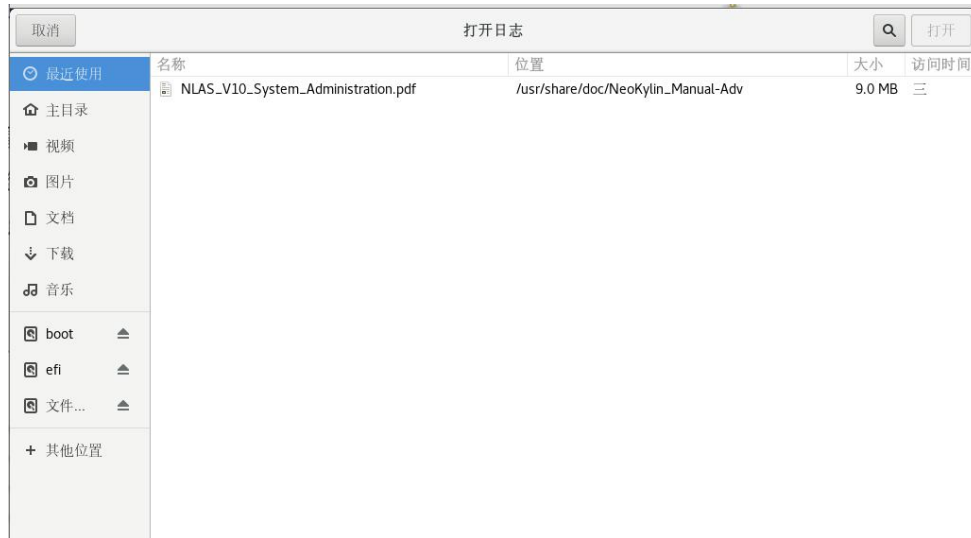 取消 打开日志 打开
最近使用 名称 位置 大小 访问时间
NLAS_V10_System_Administration.pdf /usr/share/doc/NeoKylin_Manual-Adv 9.0 MB 三
主目录
视频
图片
文档
下载
音乐
boot
efi
文件...
其他位置